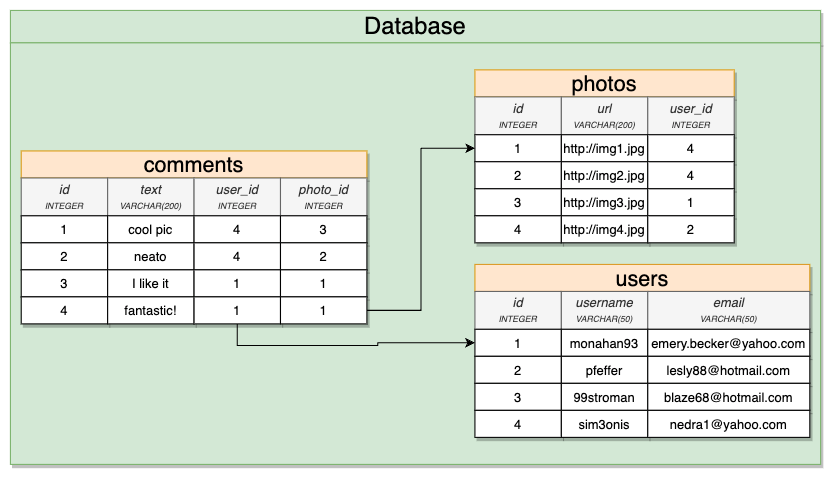 Database
comments
id text user_id photo_id
INTEGER VARCHAR(200) INTEGER INTEGER
1 cool pic 4 3
2 neato 4 2
3 I like it 1 1
4 fantastic! 1 1
photos
id url user_id
INTEGER VARCHAR(200) INTEGER
1 http://img1.jpg 4
2 http://img2.jpg 4
3 http://img3.jpg 1
4 http://img4.jpg 2
users
id username email
INTEGER VARCHAR(50) VARCHAR(50)
1 monahan93 emery.becker@yahoo.com
2 pfeffer lesly88@hotmail.com
3 99stroman blaze68@hotmail.com
4 sim3onis nedra1@yahoo.com